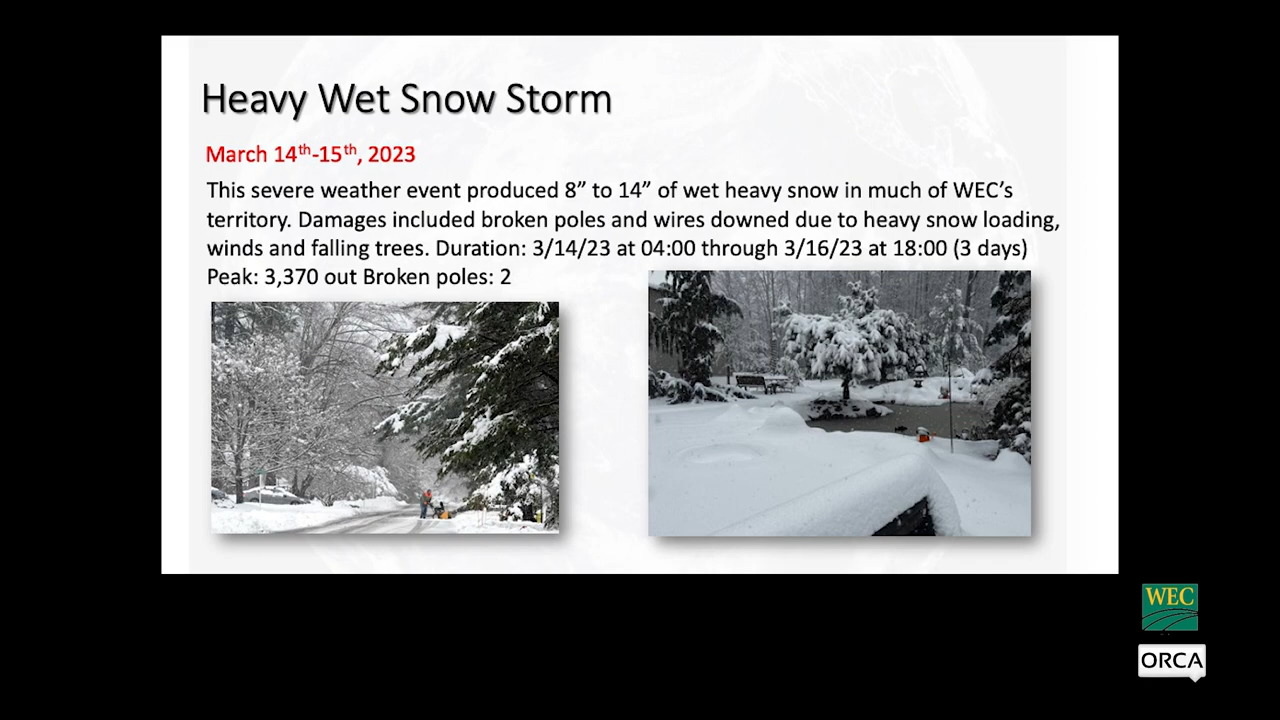 Heavy Wet Snow Storm
March 14th-15th, 2023
This severe weather event produced 8” to 14” of wet heavy snow in much of WEC’s
territory. Damages included broken poles and wires downed due to heavy snow loading,
winds and falling trees. Duration: 3/14/23 at 04:00 through 3/16/23 at 18:00 (3 days)
Peak: 3,370 out Broken poles: 2
WEC
ORCA